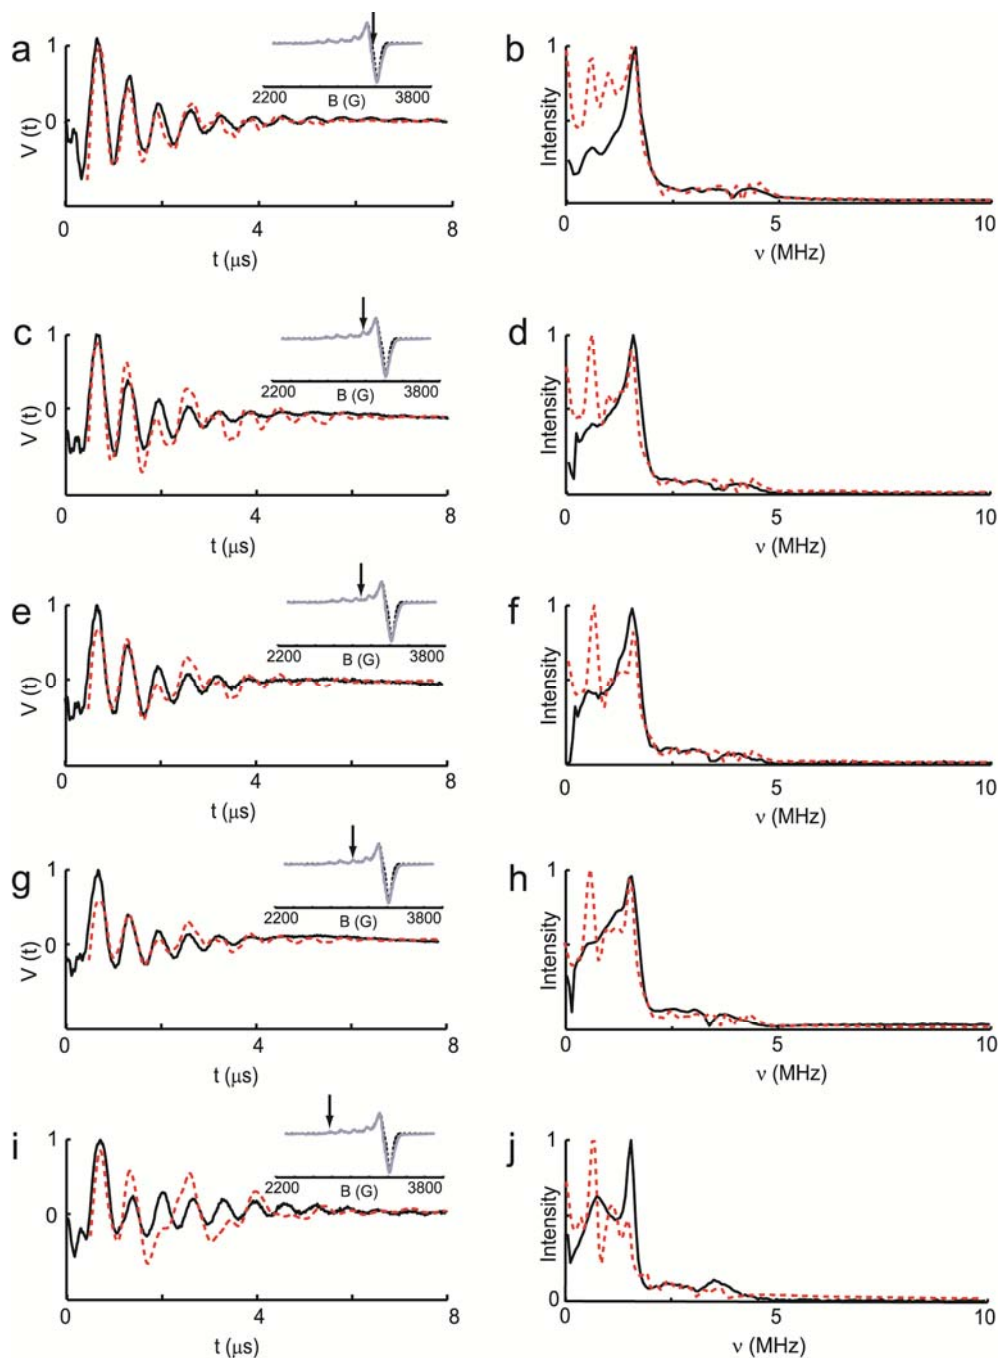 a
1
0
V (t)
0 4 8
t (μs)
2200 B (G) 3800
b
1
Intensity
0 5 10
ν (MHz)
c
1
0
V (t)
0 4 8
t (μs)
2200 B (G) 3800
d
1
Intensity
0 5 10
ν (MHz)
e
1
0
V (t)
0 4 8
t (μs)
2200 B (G) 3800
f
1
Intensity
0 5 10
ν (MHz)
g
1
0
V (t)
0 4 8
t (μs)
2200 B (G) 3800
h
1
Intensity
0 5 10
ν (MHz)
i
1
0
V (t)
0 4 8
t (μs)
2200 B (G) 3800
j
1
Intensity
0
0 5 10
ν (MHz)